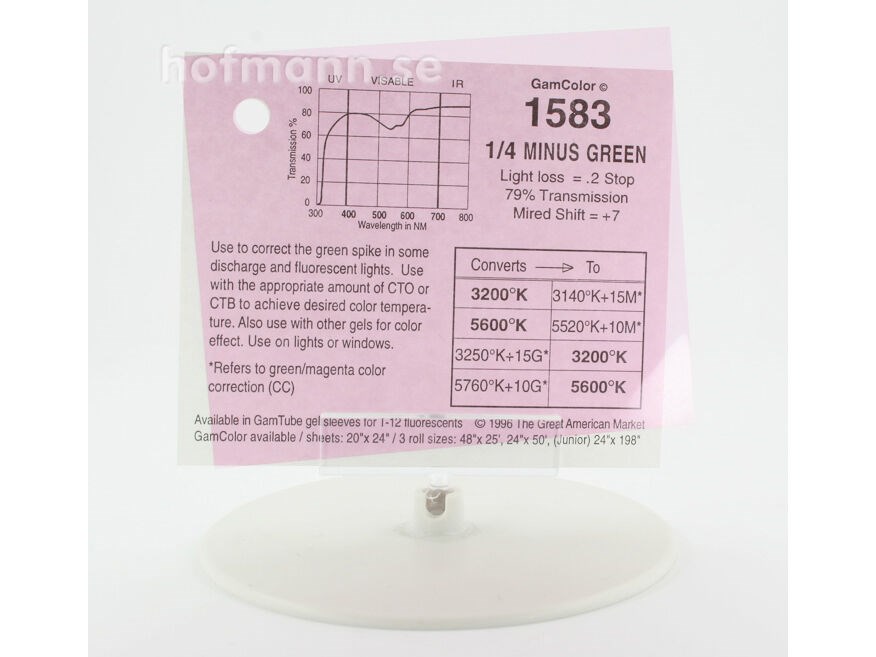 hofmann se
UV VISABLE IR
100
80
60
40
20
0
Transmission %
300 400 500 600 700 800
Wavelength in NM
GamColor ©
1583
1/4 MINUS GREEN
Light loss = .2 Stop
79% Transmission
Mired Shift = +7
Use to correct the green spike in some
discharge and fluorescent lights. Use
with the appropriate amount of CTO or
CTB to achieve desired color tempera-
ture. Also use with other gels for color
effect. Use on lights or windows.
*Refers to green/magenta color
correction (CC)
Converts → To
3200°K 3140°K+15M*
5600°K 5520°K+10M*
3250°K+15G* 3200°K
5760°K+10G* 5600°K
Available in GamTube gel sleeves for T-12 fluorescents © 1996 The Great American Market
GamColor available / sheets: 20"x 24" / 3 roll sizes: 48"x 25', 24"x 50', (Junior) 24"x 198"